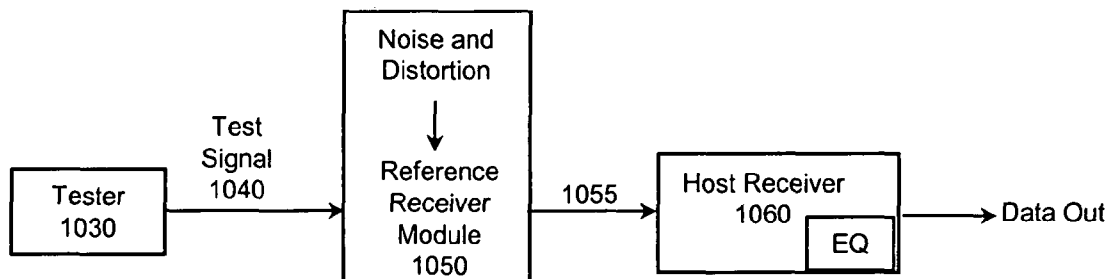 Tester
1030
Test
Signal
1040
Noise and
Distortion
Reference
Receiver
Module
1050
1055
Host Receiver
1060
EQ
Data Out